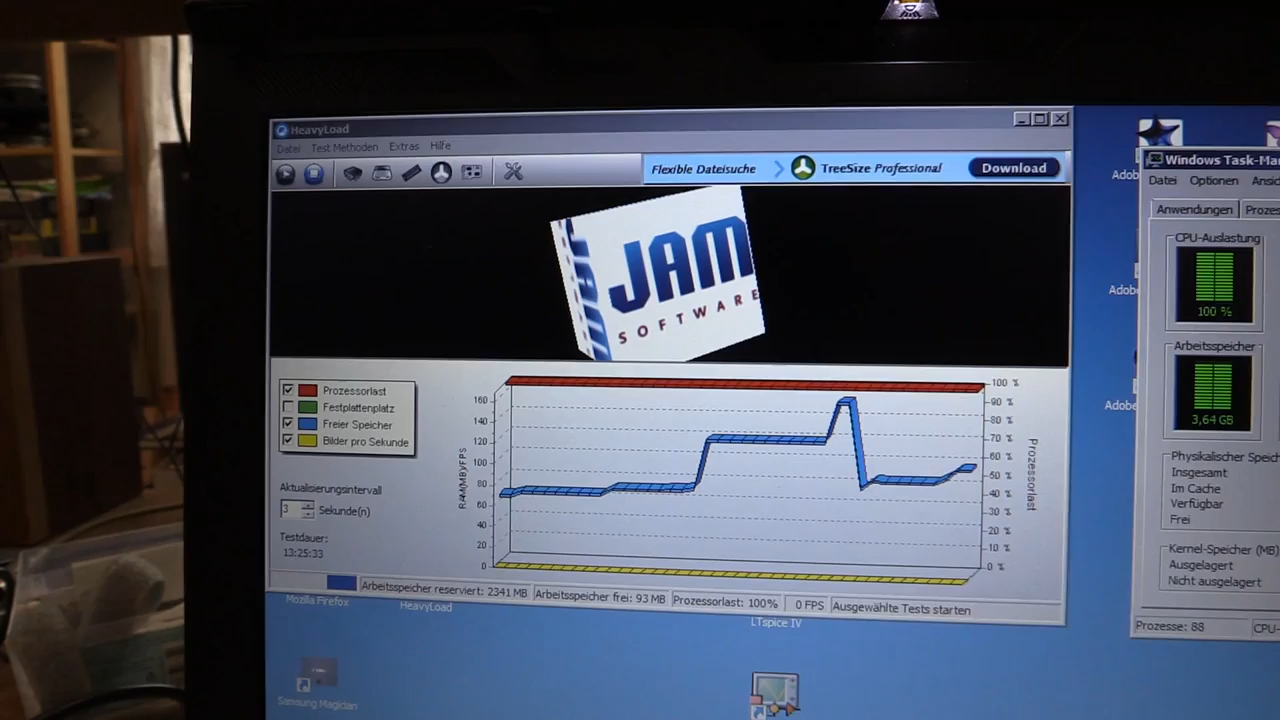 HeavyLoad
Datei Test Methoden Extras Hilfe
Flexible Dateisuche TreeSize Professional Download
JAM
SOFTWARE
JAM
Prozessorlast
Festplattenplatz
Freier Speicher
Bilder pro Sekunde
Aktualisierungsintervall
3 Sekunde(n)
Testdauer:
13:25:33
160
140
120
100
80
60
40
20
0
RAM(MB)/FPS
100 %
90 %
80 %
70 %
60 %
50 %
40 %
30 %
20 %
10 %
0 %
Prozessorlast
Arbeitsspeicher reserviert: 2341 MB Arbeitsspeicher frei: 93 MB Prozessorlast: 100% 0 FPS Ausgewählte Tests starten
Mozilla Firefox
HeavyLoad
LTspice IV
Samsung Magician
Adob
Adobe
Adobe
Windows Task-Ma
Datei Optionen Ansic
Anwendungen Prozes
CPU-Auslastung
100 %
Arbeitsspeicher
3,64 GB
Physikalischer Speich
Insgesamt
Im Cache
Verfügbar
Frei
Kernel-Speicher (MB)
Ausgelagert
Nicht ausgelagert
Prozesse: 88
CPU-